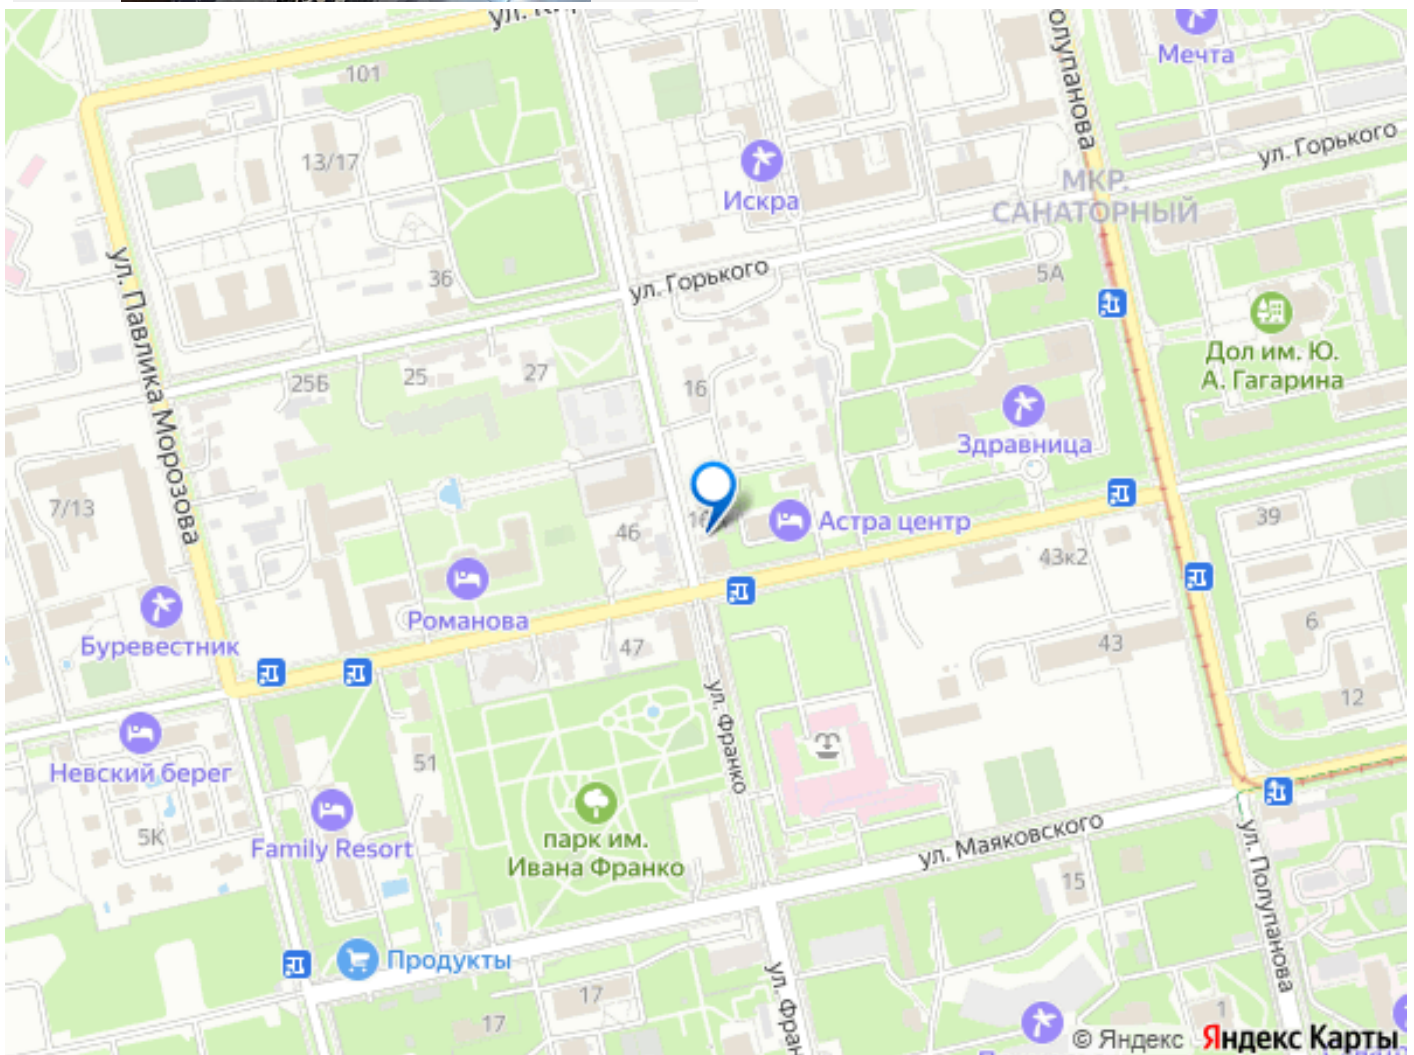 Мечта
101
ул. Горького
13/17
Искра
МКР.
САНАТОРНЫЙ
ул. Павлика Морозова
36
ул. Горького
5А
Дол им. Ю.
А. Гагарина
25Б
25
27
16
Здравница
7/13
46
Астра центр
39
43к2
Романова
Буревестник
47
43
6
12
ул. Франко
Невский берег
51
5К
Family Resort
парк им.
Ивана Франко
ул. Маяковского
15
ул. Полупанова
Продукты
17
17
1
© Яндекс Яндекс Карты